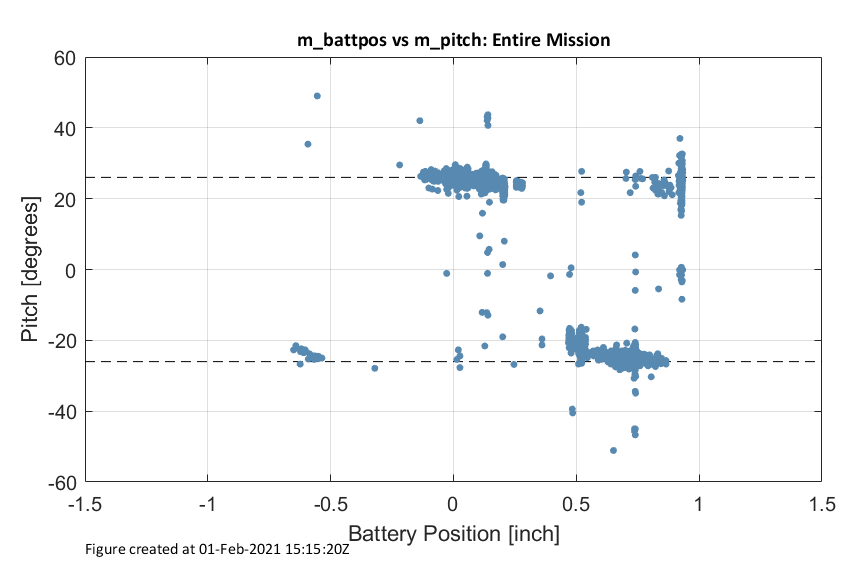 m_battpos vs m_pitch: Entire Mission
60
40
20
0
-20
-40
-60
Pitch [degrees]
-1.5 -1 -0.5 0 0.5 1 1.5
Battery Position [inch]
Figure created at 01-Feb-2021 15:15:20Z